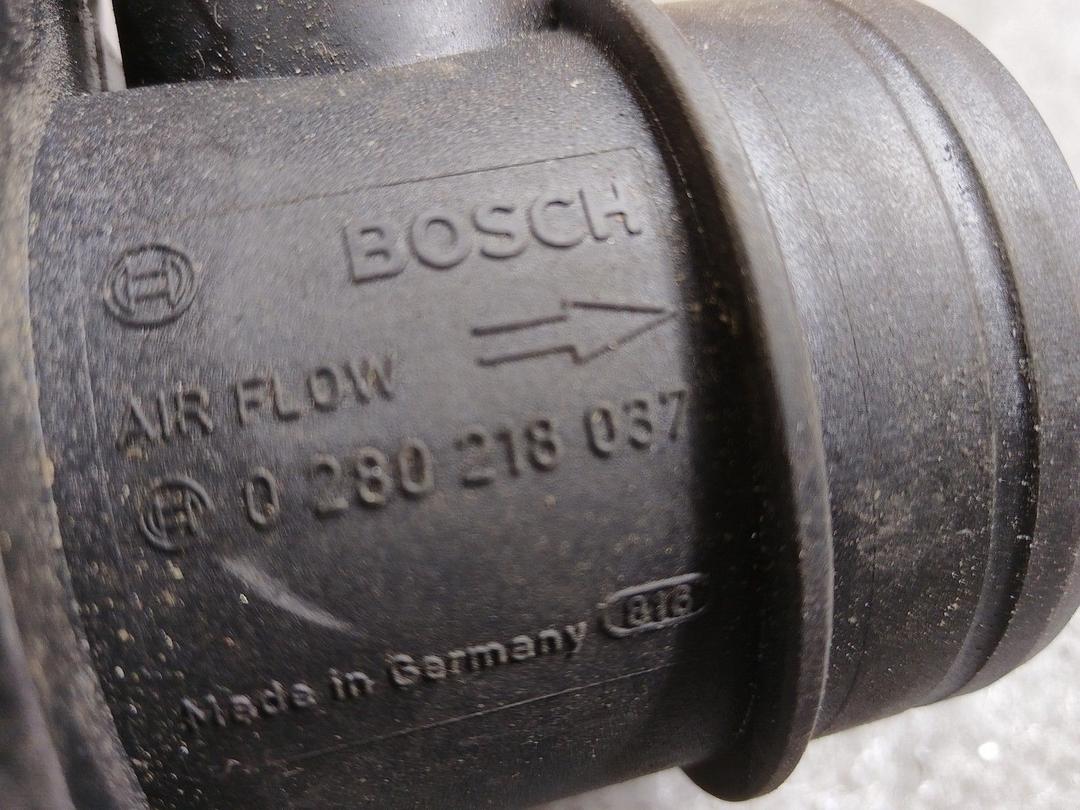 BOSCH
AIR FLOW
0 280 218 037
Made in Germany 816